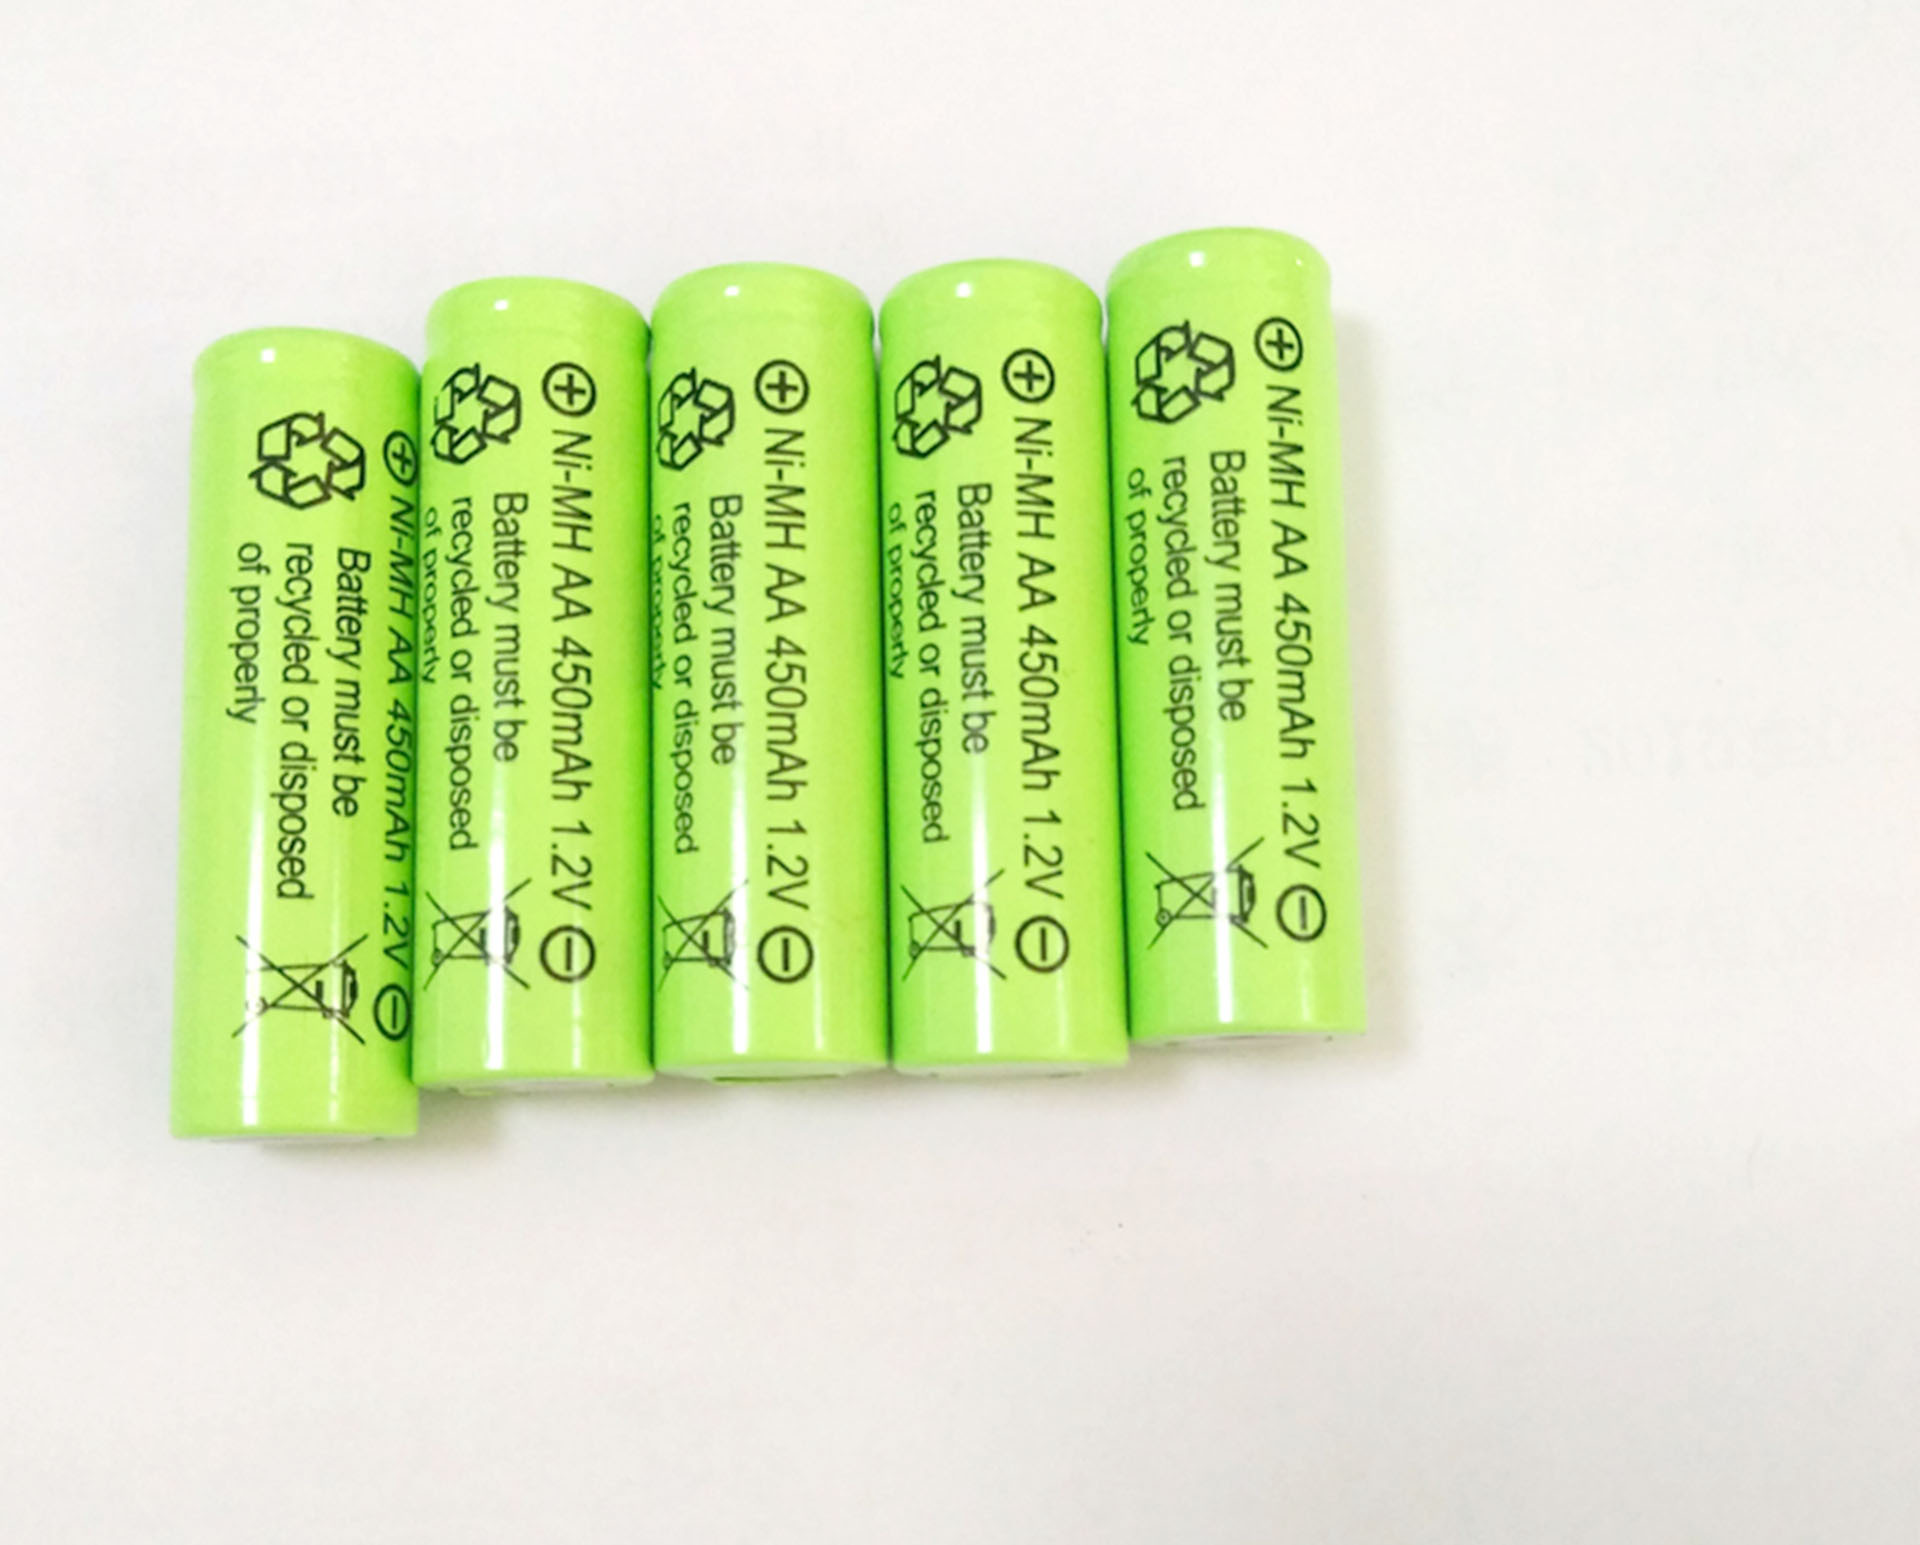 ⊕ Ni-MH AA 450mAh 1.2V ⊖
Battery must be
recycled or disposed
of properly
⊕ Ni-MH AA 450mAh 1.2V ⊖
Battery must be
recycled or disposed
of properly
⊕ Ni-MH AA 450mAh 1.2V ⊖
Battery must be
recycled or disposed
of properly
⊕ Ni-MH AA 450mAh 1.2V ⊖
Battery must be
recycled or disposed
of properly
⊕ Ni-MH AA 450mAh 1.2V ⊖
Battery must be
recycled or disposed
of properly